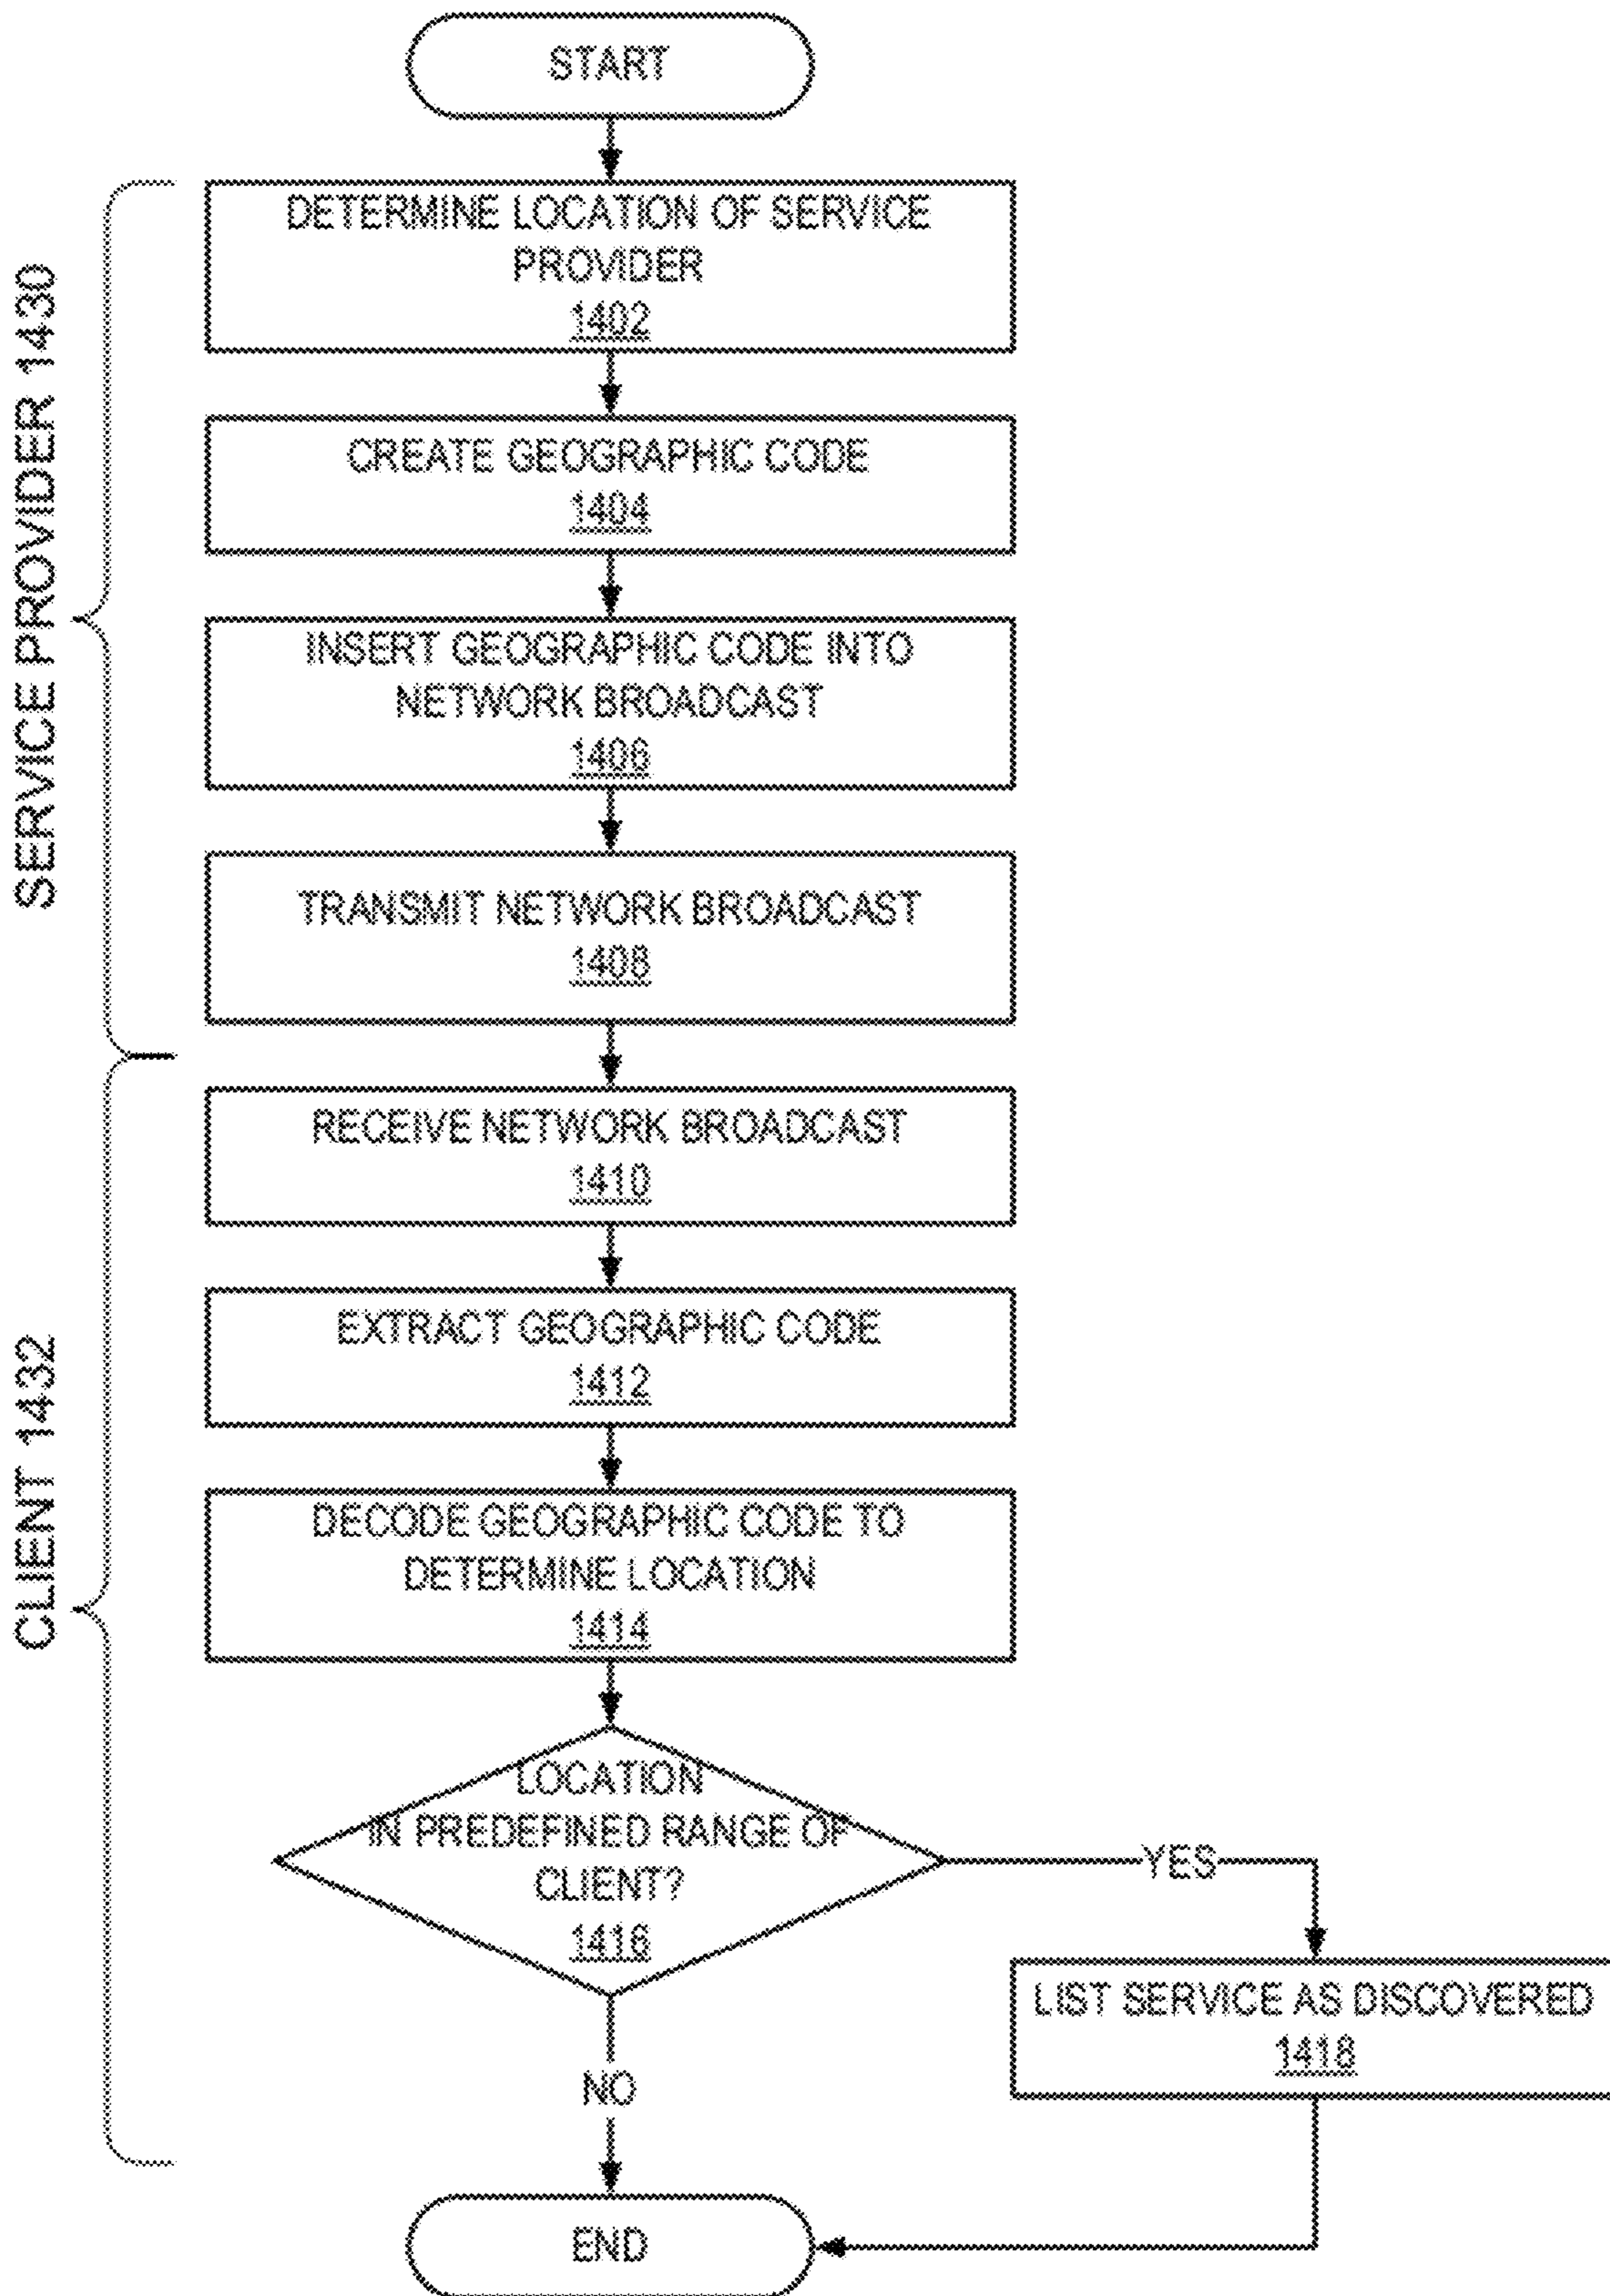 START
SERVICE PROVIDER 1430
DETERMINE LOCATION OF SERVICE
PROVIDER
1402
CREATE GEOGRAPHIC CODE
1404
INSERT GEOGRAPHIC CODE INTO
NETWORK BROADCAST
1406
TRANSMIT NETWORK BROADCAST
1408
CLIENT 1432
RECEIVE NETWORK BROADCAST
1410
EXTRACT GEOGRAPHIC CODE
1412
DECODE GEOGRAPHIC CODE TO
DETERMINE LOCATION
1414
LOCATION
IN PREDEFINED RANGE OF
CLIENT?
1416
YES
LIST SERVICE AS DISCOVERED
1418
NO
END